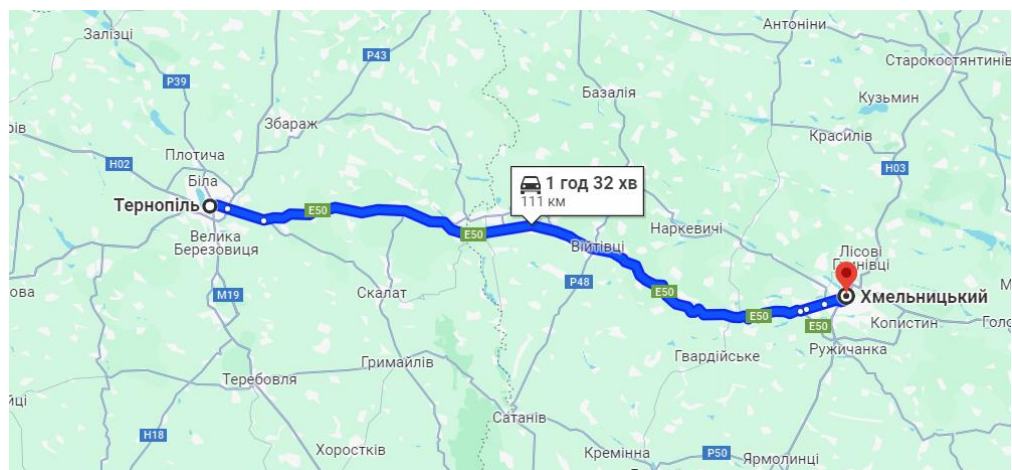 Залізці
P39
P43
Антоніни
Старокостянтинів
Кузьмин
Базалія
Красилів
Збараж
Плотича
H02
Біла
Тернопіль
E50
Велика
Березовиця
M19
Скалат
E50
1 год 32 хв
111 км
H03
Наркевичі
Війтівці
P48
E50
Лісові
Хмельницький
E50
E50
Копистин
Ружичанка
Гвардійське
ова
Гримайлів
Теребовля
Сатанів
H18
Хоростків
Кремінна
P50
Ярмолинці